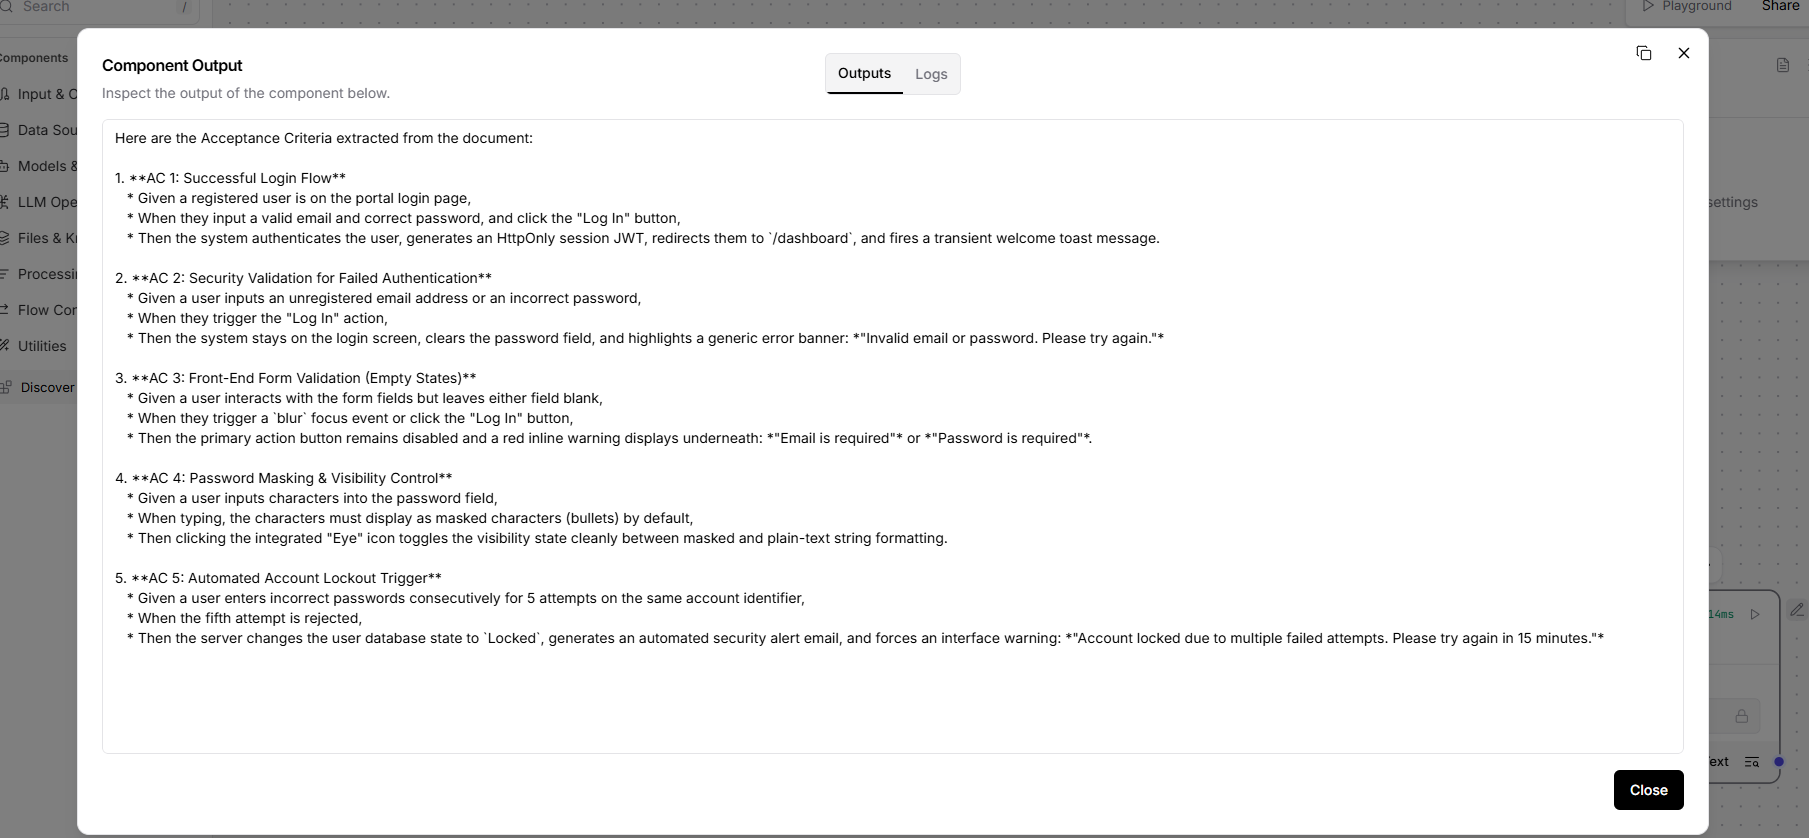 Search
/
Playground
Share
Components
Input & O
Data Sou
Models &
LLM Ope
Files & Kn
Processi
Flow Con
Utilities
Discover
settings
14ms
Text
Component Output
Inspect the output of the component below.
Outputs
Logs
Here are the Acceptance Criteria extracted from the document:
1. **AC 1: Successful Login Flow**
* Given a registered user is on the portal login page,
* When they input a valid email and correct password, and click the "Log In" button,
* Then the system authenticates the user, generates an HttpOnly session JWT, redirects them to `/dashboard`, and fires a transient welcome toast message.
2. **AC 2: Security Validation for Failed Authentication**
* Given a user inputs an unregistered email address or an incorrect password,
* When they trigger the "Log In" action,
* Then the system stays on the login screen, clears the password field, and highlights a generic error banner: *"Invalid email or password. Please try again."*
3. **AC 3: Front-End Form Validation (Empty States)**
* Given a user interacts with the form fields but leaves either field blank,
* When they trigger a `blur` focus event or click the "Log In" button,
* Then the primary action button remains disabled and a red inline warning displays underneath: *"Email is required"* or *"Password is required"*.
4. **AC 4: Password Masking & Visibility Control**
* Given a user inputs characters into the password field,
* When typing, the characters must display as masked characters (bullets) by default,
* Then clicking the integrated "Eye" icon toggles the visibility state cleanly between masked and plain-text string formatting.
5. **AC 5: Automated Account Lockout Trigger**
* Given a user enters incorrect passwords consecutively for 5 attempts on the same account identifier,
* When the fifth attempt is rejected,
* Then the server changes the user database state to `Locked`, generates an automated security alert email, and forces an interface warning: *"Account locked due to multiple failed attempts. Please try again in 15 minutes."*
Close